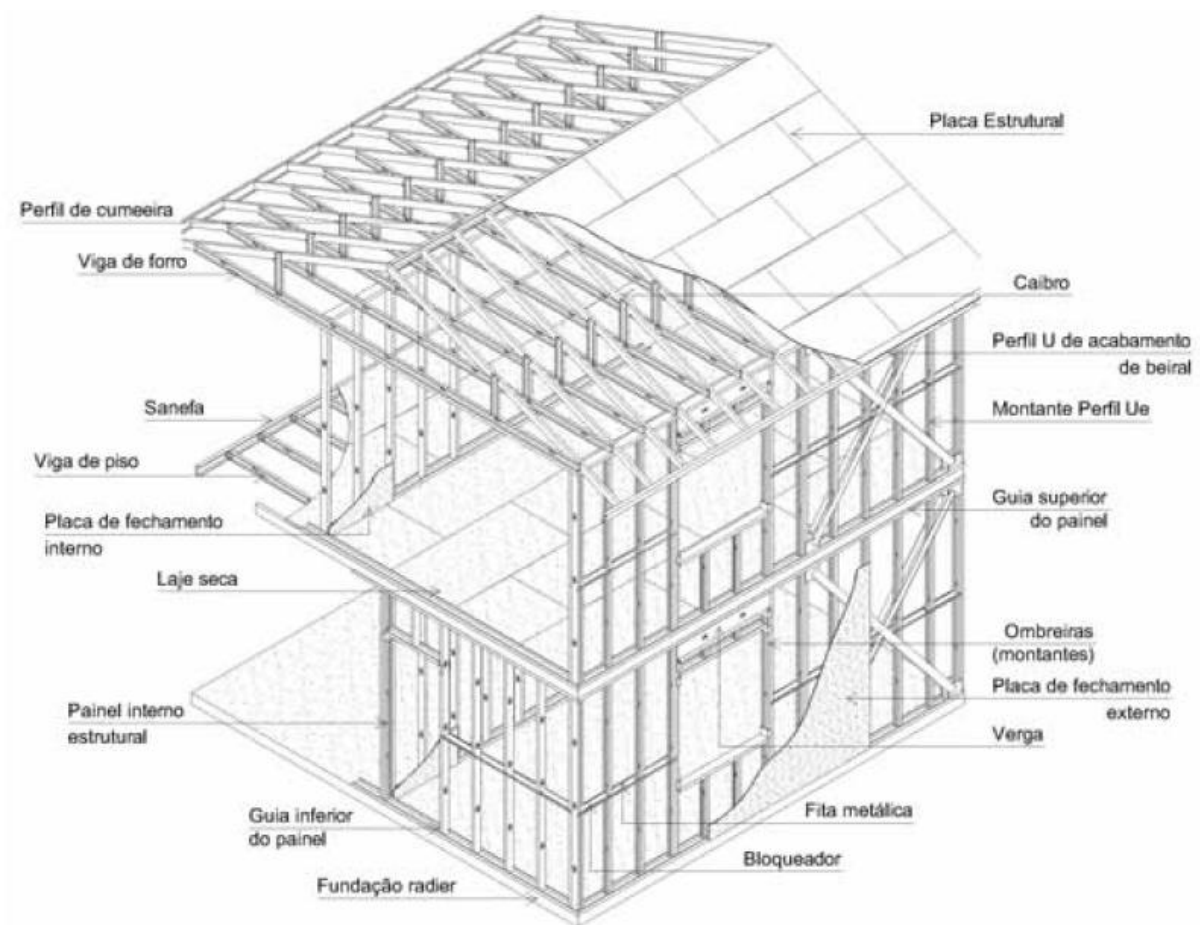 Placa Estrutural
Perfil de cumeeira
Viga de forro
Caibro
Perfil U de acabamento
de beiral
Sanefa
Montante Perfil Ue
Viga de piso
Guia superior
do painel
Placa de fechamento
interno
Laje seca
Ombreiras
(montantes)
Placa de fechamento
externo
Painel interno
estrutural
Verga
Guia inferior
do painel
Fita metálica
Bloqueador
Fundação radier